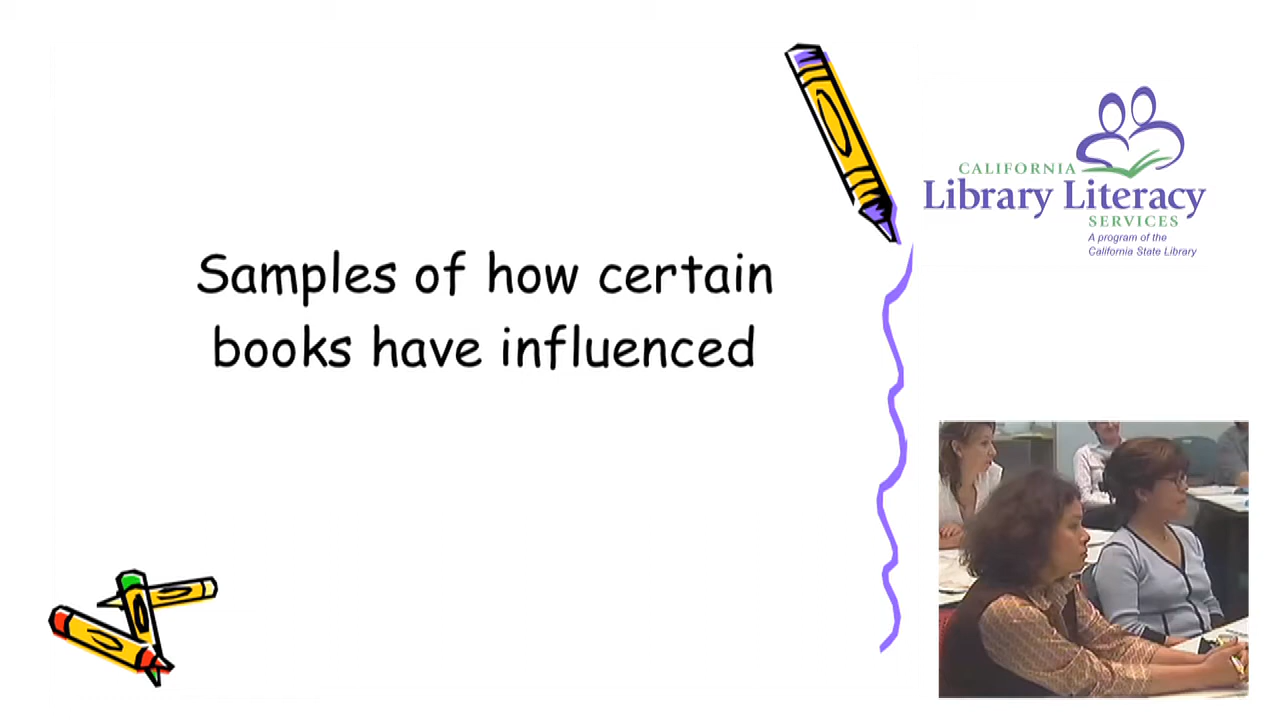 Samples of how certain
books have influenced
CALIFORNIA
Library Literacy
SERVICES
A program of the
California State Library